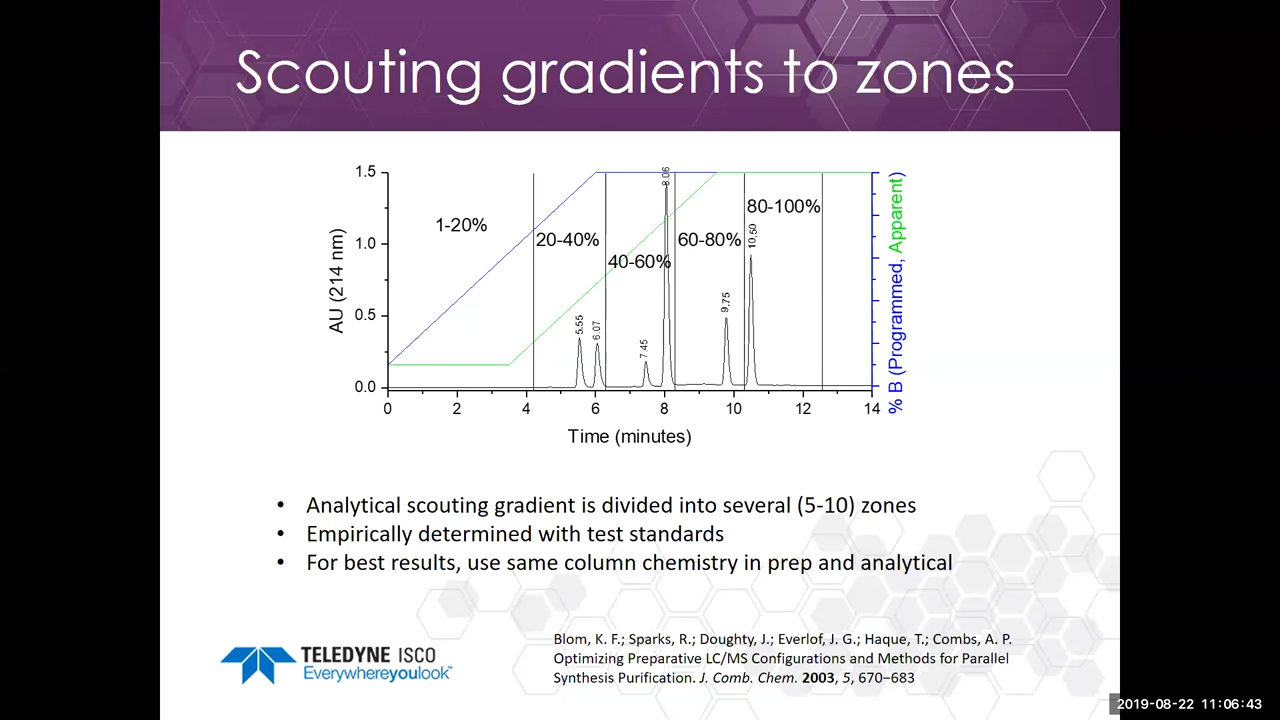 Scouting gradients to zones
1.5
1.0
0.5
0.0
AU (214 nm)
1-20%
20-40%
40-60%
60-80%
80-100%
5.55
6.07
7.45
8.06
9.75
10.50
% B (Programmed, Apparent)
0 2 4 6 8 10 12 14
Time (minutes)
• Analytical scouting gradient is divided into several (5-10) zones
• Empirically determined with test standards
• For best results, use same column chemistry in prep and analytical
TELEDYNE ISCO
Everywhereyoulook™
Blom, K. F.; Sparks, R.; Doughty, J.; Everlof, J. G.; Haque, T.; Combs, A. P.
Optimizing Preparative LC/MS Configurations and Methods for Parallel
Synthesis Purification. J. Comb. Chem. 2003, 5, 670−683
2019-08-22 11:06:43